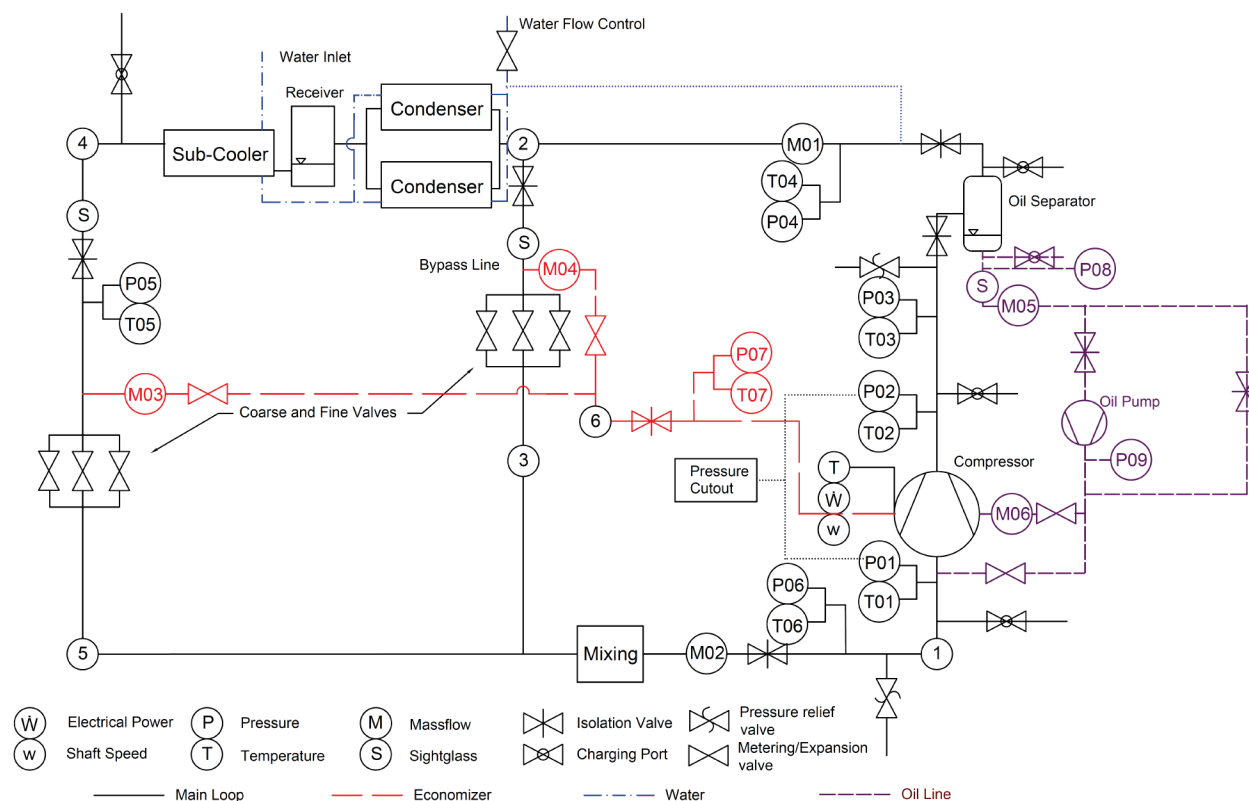 Water Flow Control
Water Inlet
Receiver
Condenser
4
Sub-Cooler
2
M01
Condenser
T04
P04
Oil Separator
S
S
Bypass Line
M04
P08
S
P05
T05
P03
M05
T03
P07
T07
P02
T02
M03
Coarse and Fine Valves
6
Oil Pump
3
T
Compressor
P09
Pressure
Cutout
Ẇ
w
M06
P01
T01
P06
T06
5
Mixing
M02
1
Ẇ Electrical Power
P Pressure
M Massflow
Isolation Valve
Pressure relief
valve
w Shaft Speed
T Temperature
S Sightglass
Charging Port
Metering/Expansion
valve
Main Loop
Economizer
Water
Oil Line